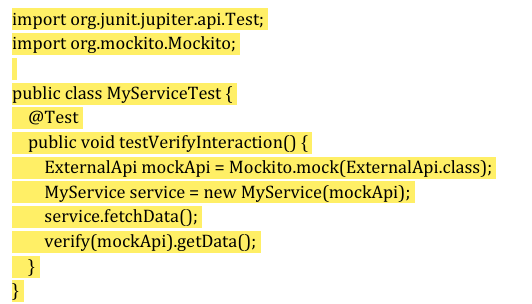 import org.junit.jupiter.api.Test;
import org.mockito.Mockito;

public class MyServiceTest {
    @Test
    public void testVerifyInteraction() {
        ExternalApi mockApi = Mockito.mock(ExternalApi.class);
        MyService service = new MyService(mockApi);
        service.fetchData();
        verify(mockApi).getData();
    }
}